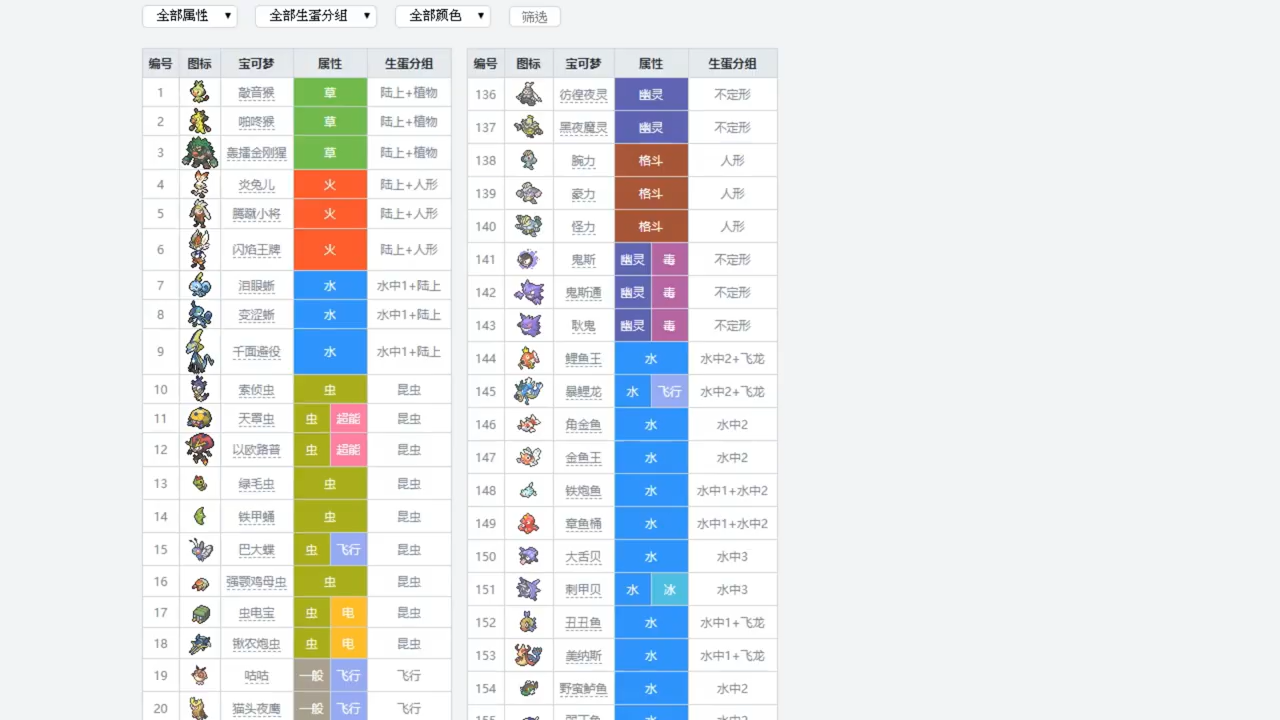 全部属性 全部生蛋分组 全部颜色 筛选
编号 图标 宝可梦 属性 生蛋分组
1 敲音猴 草 陆上+植物
2 啪咚猴 草 陆上+植物
3 轰擂金刚猩 草 陆上+植物
4 炎兔儿 火 陆上+人形
5 腾蹴小将 火 陆上+人形
6 闪焰王牌 火 陆上+人形
7 泪眼蜥 水 水中1+陆上
8 变涩蜥 水 水中1+陆上
9 千面避役 水 水中1+陆上
10 索侦虫 虫 昆虫
11 天罩虫 虫 超能 昆虫
12 以欧路普 虫 超能 昆虫
13 绿毛虫 虫 昆虫
14 铁甲蛹 虫 昆虫
15 巴大蝶 虫 飞行 昆虫
16 强颚鸡母虫 虫 昆虫
17 虫电宝 虫 电 昆虫
18 锹农炮虫 虫 电 昆虫
19 咕咕 一般 飞行 飞行
20 猫头夜鹰 一般 飞行 飞行
编号 图标 宝可梦 属性 生蛋分组
136 彷徨夜灵 幽灵 不定形
137 黑夜魔灵 幽灵 不定形
138 腕力 格斗 人形
139 豪力 格斗 人形
140 怪力 格斗 人形
141 鬼斯 幽灵 毒 不定形
142 鬼斯通 幽灵 毒 不定形
143 耿鬼 幽灵 毒 不定形
144 鲤鱼王 水 水中2+飞龙
145 暴鲤龙 水 飞行 水中2+飞龙
146 角金鱼 水 水中2
147 金鱼王 水 水中2
148 铁炮鱼 水 水中1+水中2
149 章鱼桶 水 水中1+水中2
150 大舌贝 水 水中3
151 刺甲贝 水 冰 水中3
152 丑丑鱼 水 水中1+飞龙
153 美纳斯 水 水中1+飞龙
154 野蛮鲈鱼 水 水中2